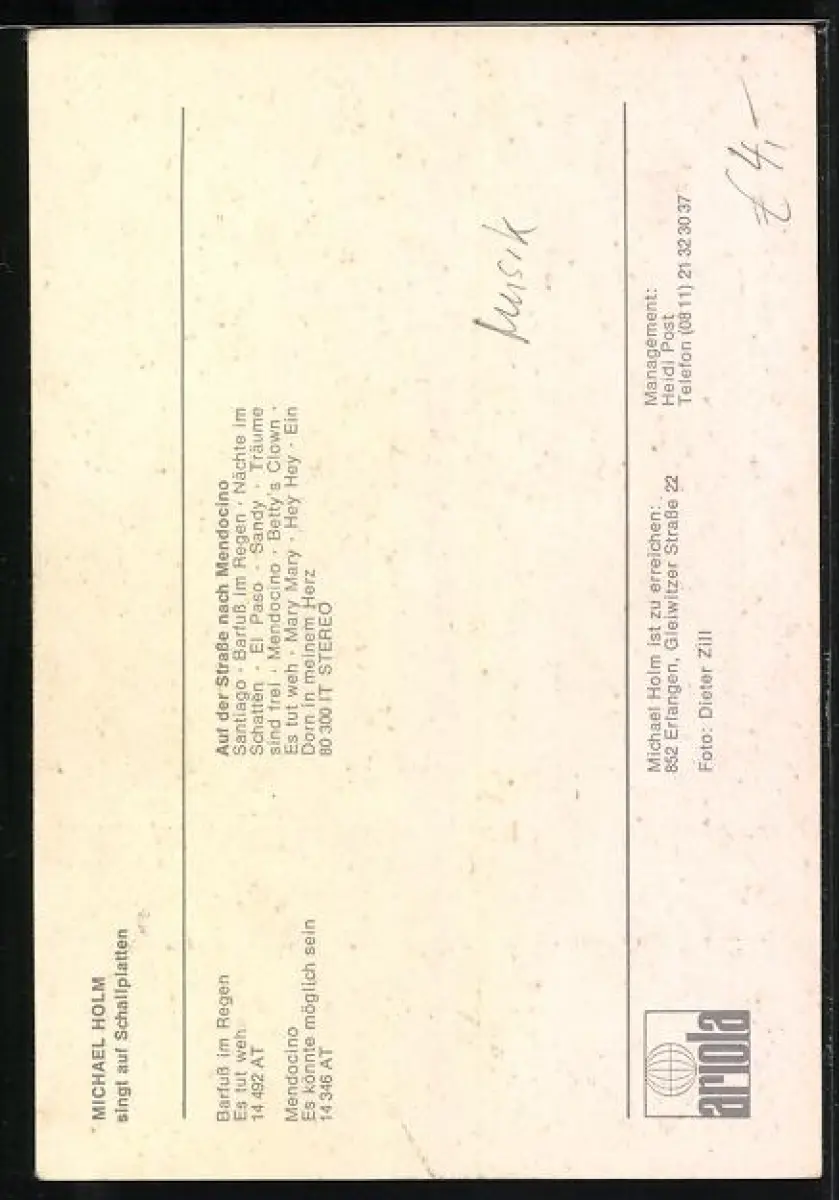 MICHAEL HOLM
singt auf Schallplatten
Barfuß im Regen
Es tut weh
14 492 AT
Mendocino
Es könnte möglich sein
14 346 AT
Auf der Straße nach Mendocino
Santiago · Barfuß im Regen · Nächte im
Schatten · El Paso · Sandy · Träume
sind frei · Mendocino · Betty's Clown ·
Es tut weh · Mary Mary · Hey Hey · Ein
Dorn in meinem Herz
80 300 IT STEREO
Musik
ariola
Michael Holm ist zu erreichen:
852 Erlangen, Gleiwitzer Straße 22
Foto: Dieter Zill
Management:
Heidi Post
Telefon (08 11) 21 32 30 37
€ 4,-